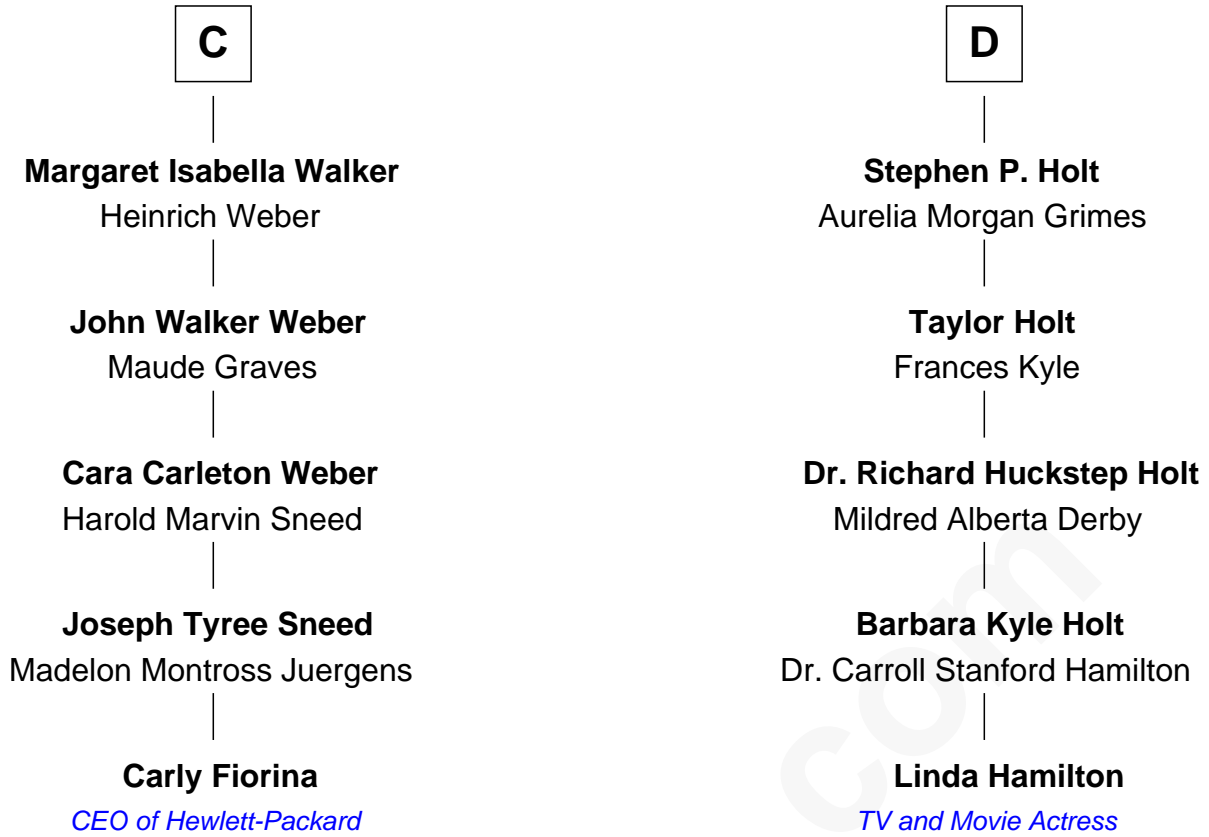 C
Margaret Isabella Walker
Heinrich Weber
John Walker Weber
Maude Graves
Cara Carleton Weber
Harold Marvin Sneed
Joseph Tyree Sneed
Madelon Montross Juergens
Carly Fiorina
CEO of Hewlett-Packard
D
Stephen P. Holt
Aurelia Morgan Grimes
Taylor Holt
Frances Kyle
Dr. Richard Huckstep Holt
Mildred Alberta Derby
Barbara Kyle Holt
Dr. Carroll Stanford Hamilton
Linda Hamilton
TV and Movie Actress
com